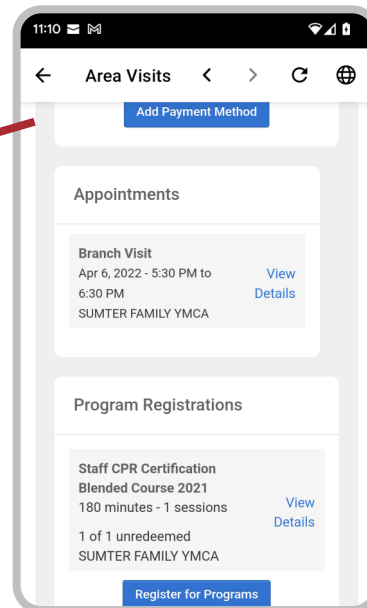 11:10
Area Visits
Add Payment Method
Appointments
Branch Visit
Apr 6, 2022 - 5:30 PM to
6:30 PM
SUMTER FAMILY YMCA
View
Details
Program Registrations
Staff CPR Certification
Blended Course 2021
180 minutes - 1 sessions
1 of 1 unredeemed
SUMTER FAMILY YMCA
View
Details
Register for Programs